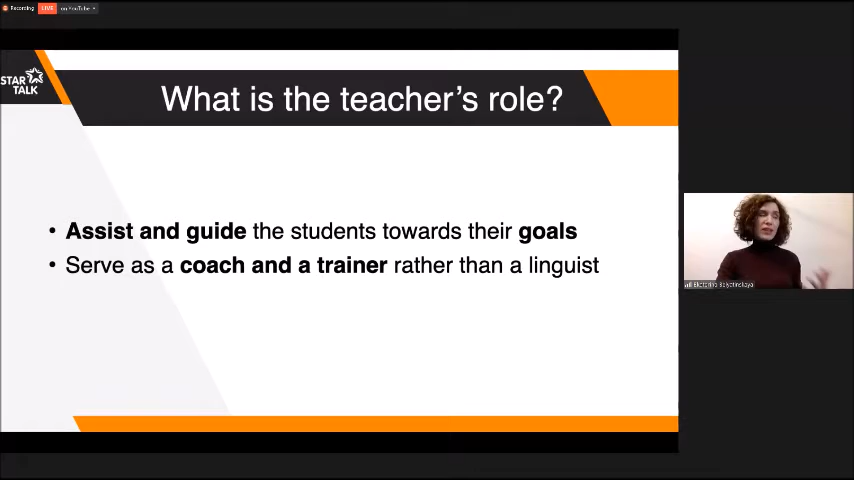 Recording
LIVE
on YouTube
STAR
TALK
What is the teacher's role?
• Assist and guide the students towards their goals
• Serve as a coach and a trainer rather than a linguist
Ekaterina